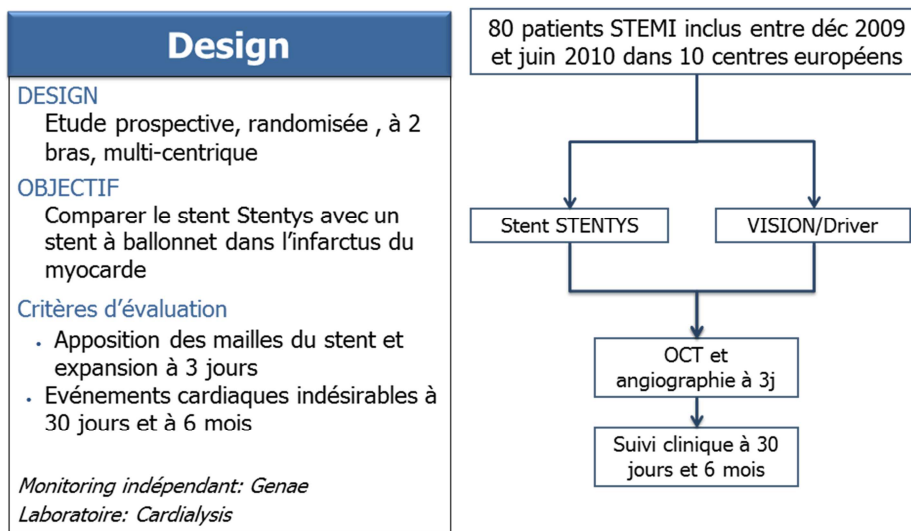 Design
DESIGN
Etude prospective, randomisée , à 2
bras, multi-centrique
OBJECTIF
Comparer le stent Stentys avec un
stent à ballonnet dans l'infarctus du
myocarde
Critères d'évaluation
• Apposition des mailles du stent et
expansion à 3 jours
• Evénements cardiaques indésirables à
30 jours et à 6 mois
Monitoring indépendant: Genae
Laboratoire: Cardialysis
80 patients STEMI inclus entre déc 2009
et juin 2010 dans 10 centres européens
Stent STENTYS
VISION/Driver
OCT et
angiographie à 3j
Suivi clinique à 30
jours et 6 mois